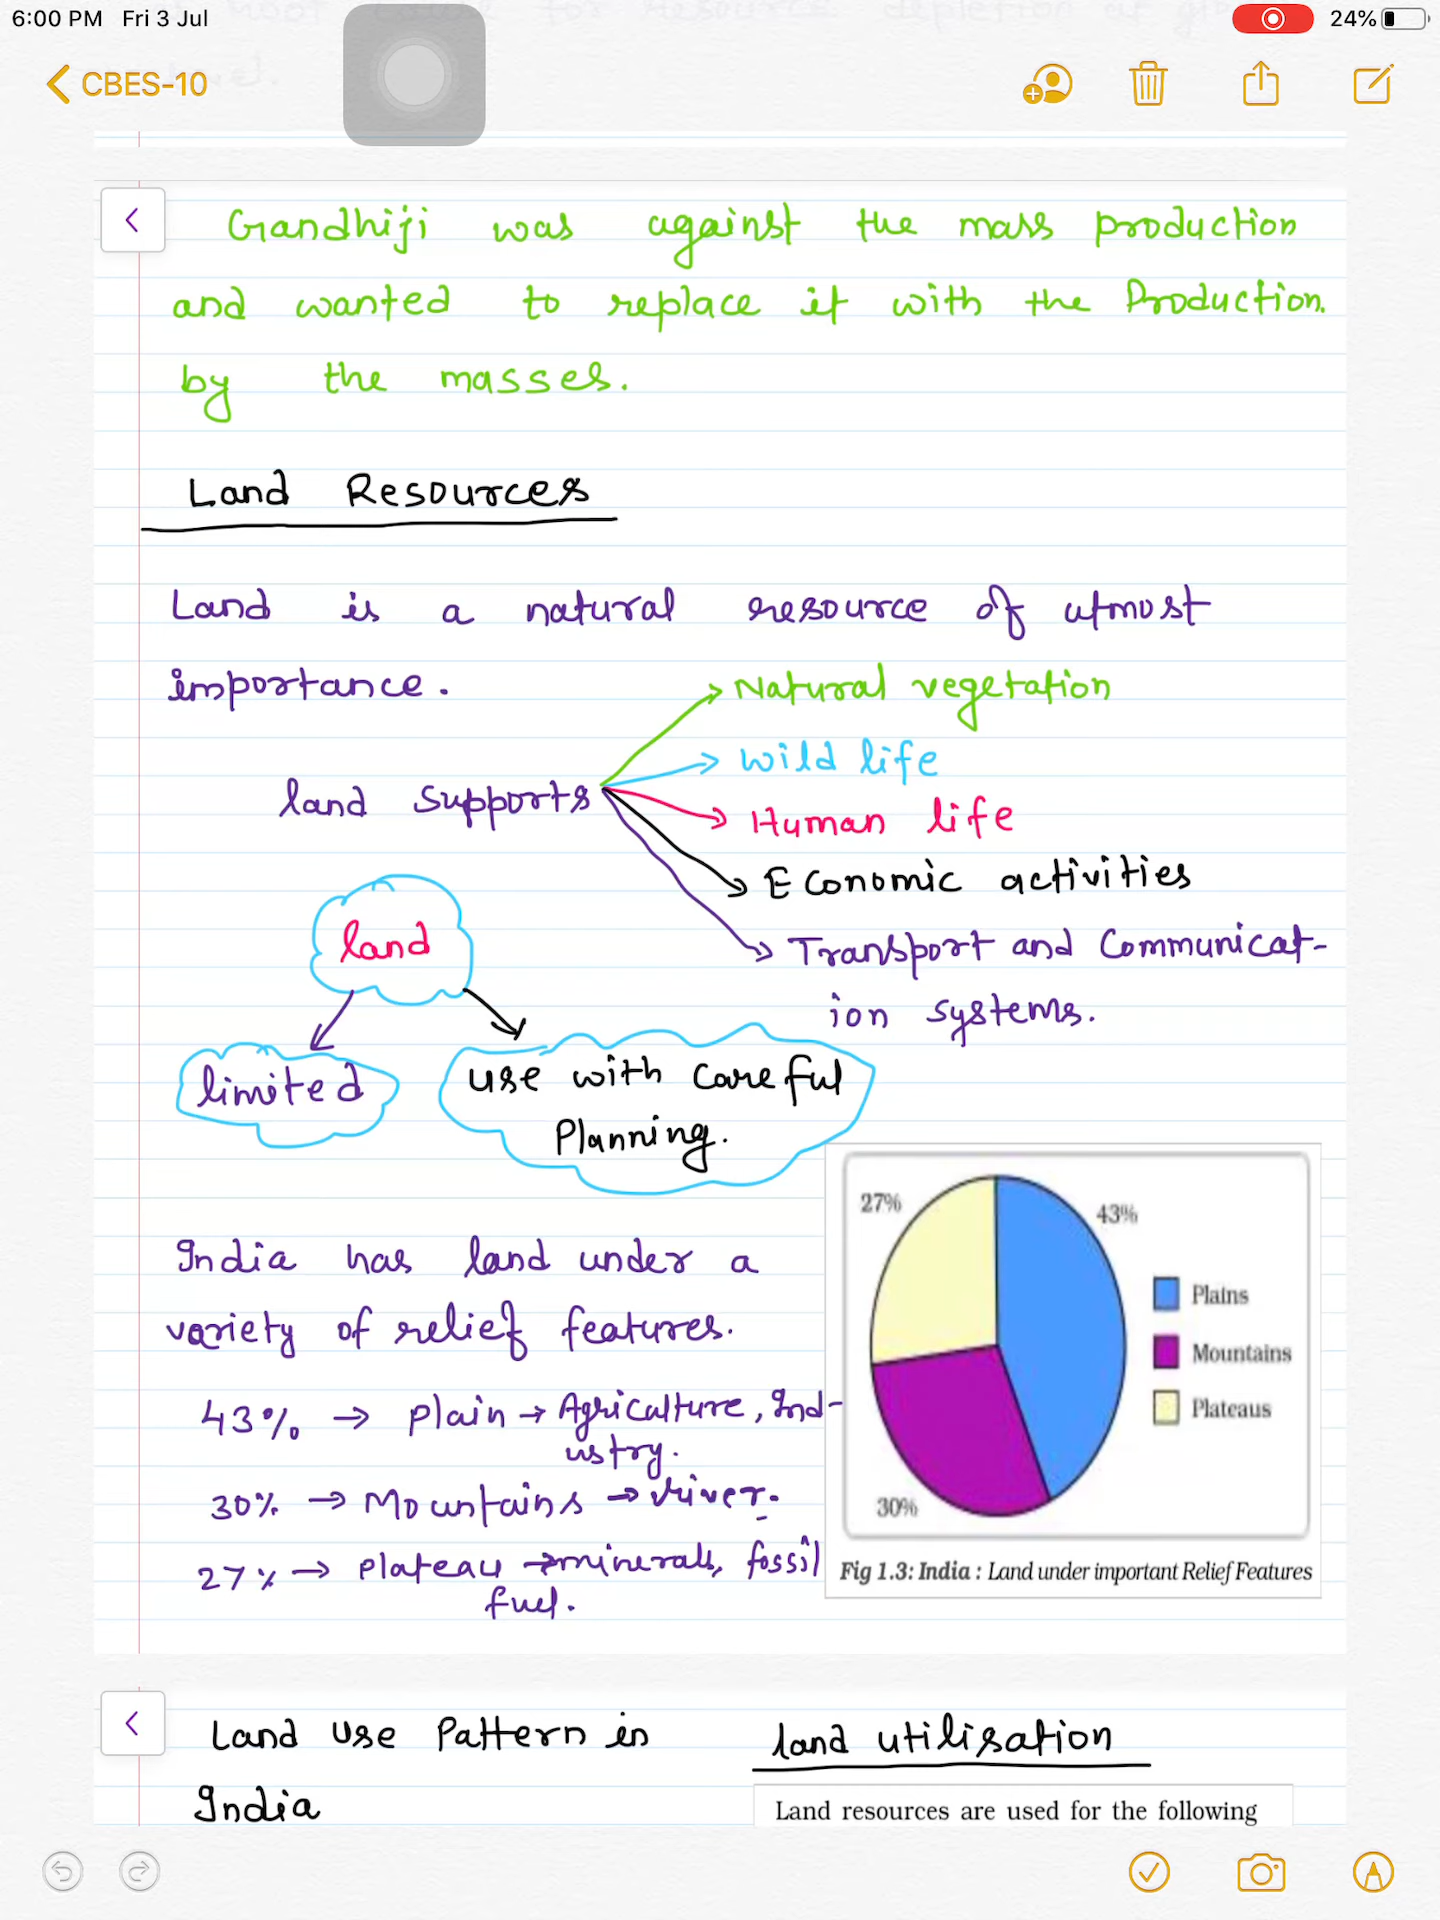 6:00 PM Fri 3 Jul
24%
CBES-10
Gandhiji was against the mass production
and wanted to replace it with the Production.
by the masses.
Land Resources
Land is a natural resource of utmost
importance.
land supports
Natural vegetation
Wild life
Human life
Economic activities
Transport and Communicat-
ion systems.
land
limited
use with careful
Planning.
India has land under a
variety of relief features.
43% → plain → Agriculture, Ind-
ustry.
30% → Mountains → river.
27% → plateau → minerals, fossil
fuel.
27%
43%
30%
Plains
Mountains
Plateaus
Fig 1.3: India : Land under important Relief Features
Land Use Pattern in
India
land utilisation
Land resources are used for the following